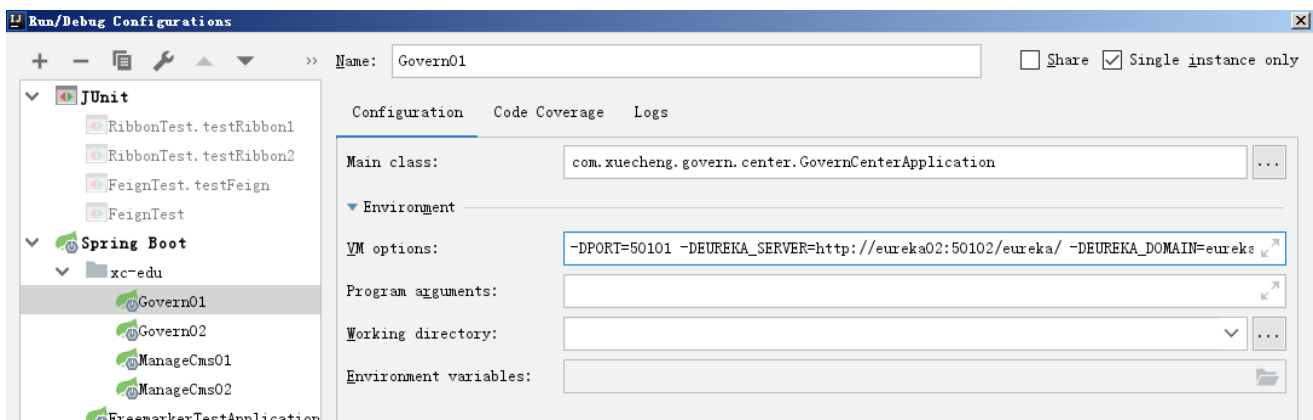 Run/Debug Configurations
Name: Govern01 Share Single instance only
JUnit
RibbonTest.testRibbon1
RibbonTest.testRibbon2
FeignTest.testFeign
FeignTest
Spring Boot
xc-edu
Govern01
Govern02
ManageCms01
ManageCms02
FreemarkerTestApplication
Configuration Code Coverage Logs
Main class: com.xuecheng.govern.center.GovernCenterApplication ...
Environment
VM options: -DPORT=50101 -DEUREKA_SERVER=http://eureka02:50102/eureka/ -DEUREKA_DOMAIN=eureka
Program arguments:
Working directory: ...
Environment variables: